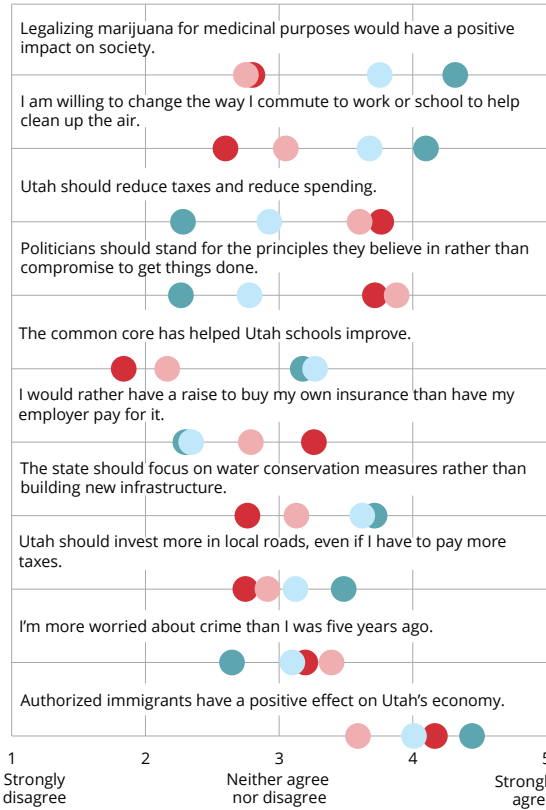 Legalizing marijuana for medicinal purposes would have a positive
impact on society.
I am willing to change the way I commute to work or school to help
clean up the air.
Utah should reduce taxes and reduce spending.
Politicians should stand for the principles they believe in rather than
compromise to get things done.
The common core has helped Utah schools improve.
I would rather have a raise to buy my own insurance than have my
employer pay for it.
The state should focus on water conservation measures rather than
building new infrastructure.
Utah should invest more in local roads, even if I have to pay more
taxes.
I'm more worried about crime than I was five years ago.
Authorized immigrants have a positive effect on Utah's economy.
1 2 3 4 5
Strongly Neither agree Strongly
disagree nor disagree agree